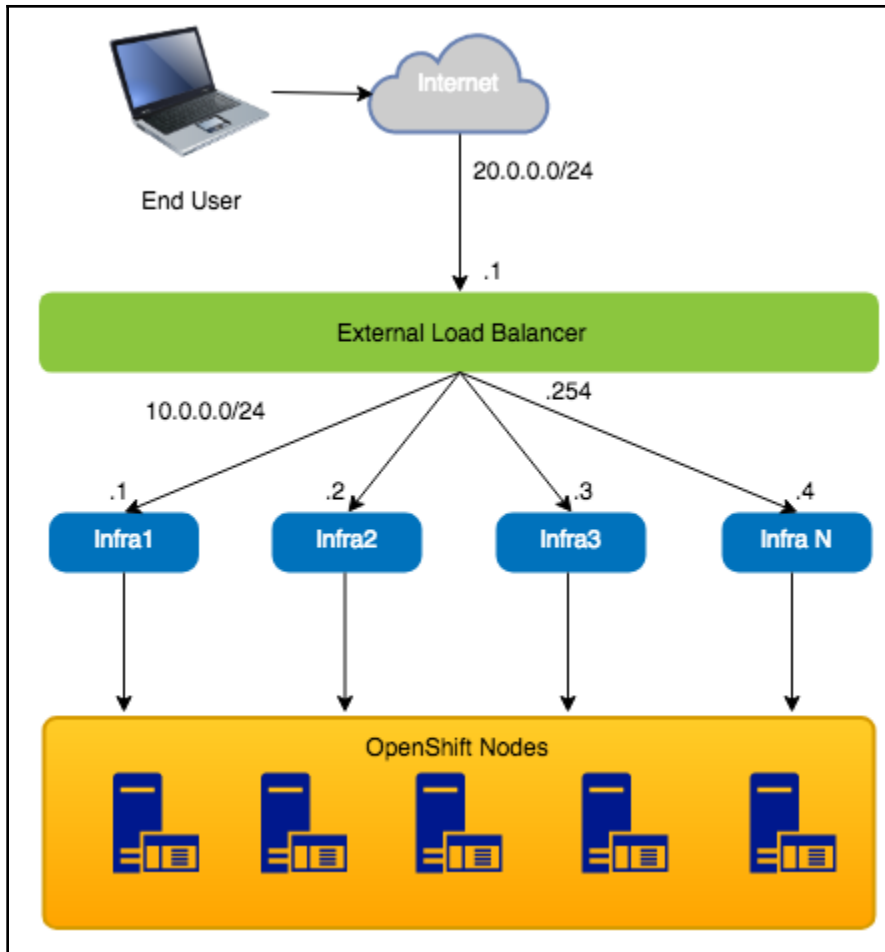 Internet
20.0.0.0/24
End User
.1
External Load Balancer
.254
10.0.0.0/24
.1
.2
.3
.4
Infra1
Infra2
Infra3
Infra N
OpenShift Nodes